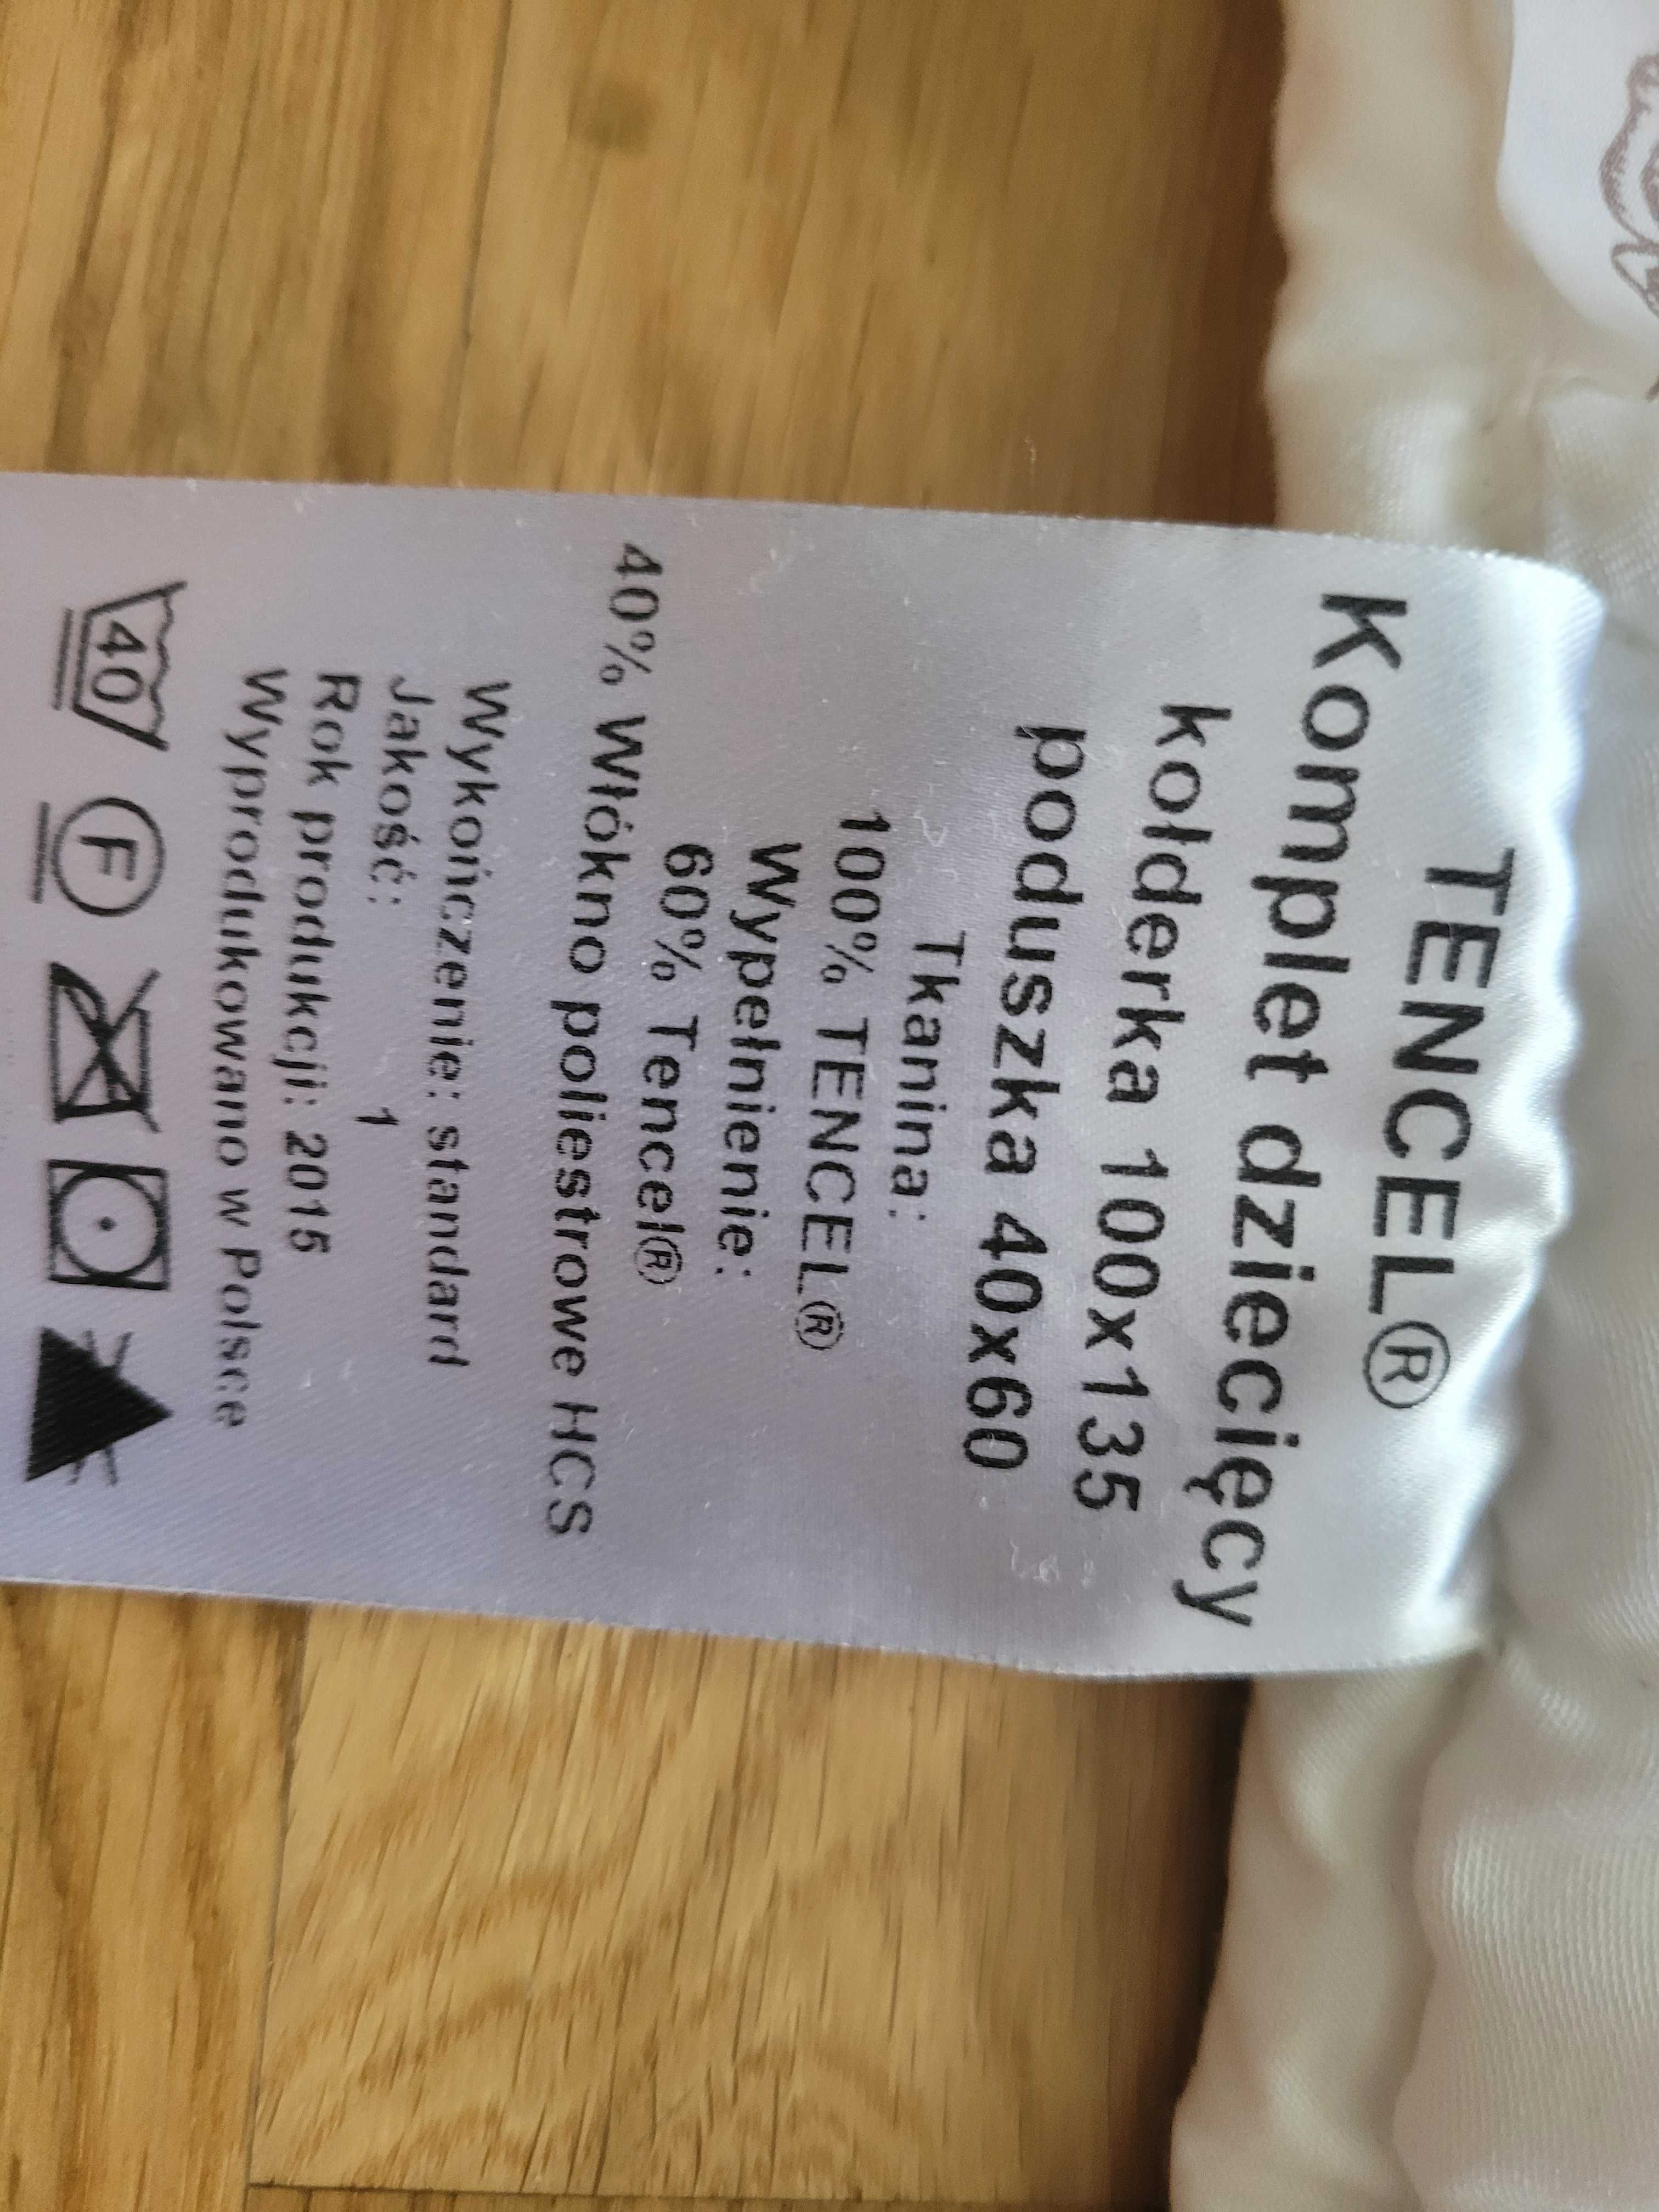 TENCEL®
Komplet dziecięcy
kołderka 100x135
poduszka 40x60
Tkanina:
100% TENCEL®
Wypełnienie:
60% Tencel®
40% Włókno poliestrowe HCS
Wykończenie: standard
Jakość: 1
Rok produkcji: 2015
Wyprodukowano w Polsce
40 F